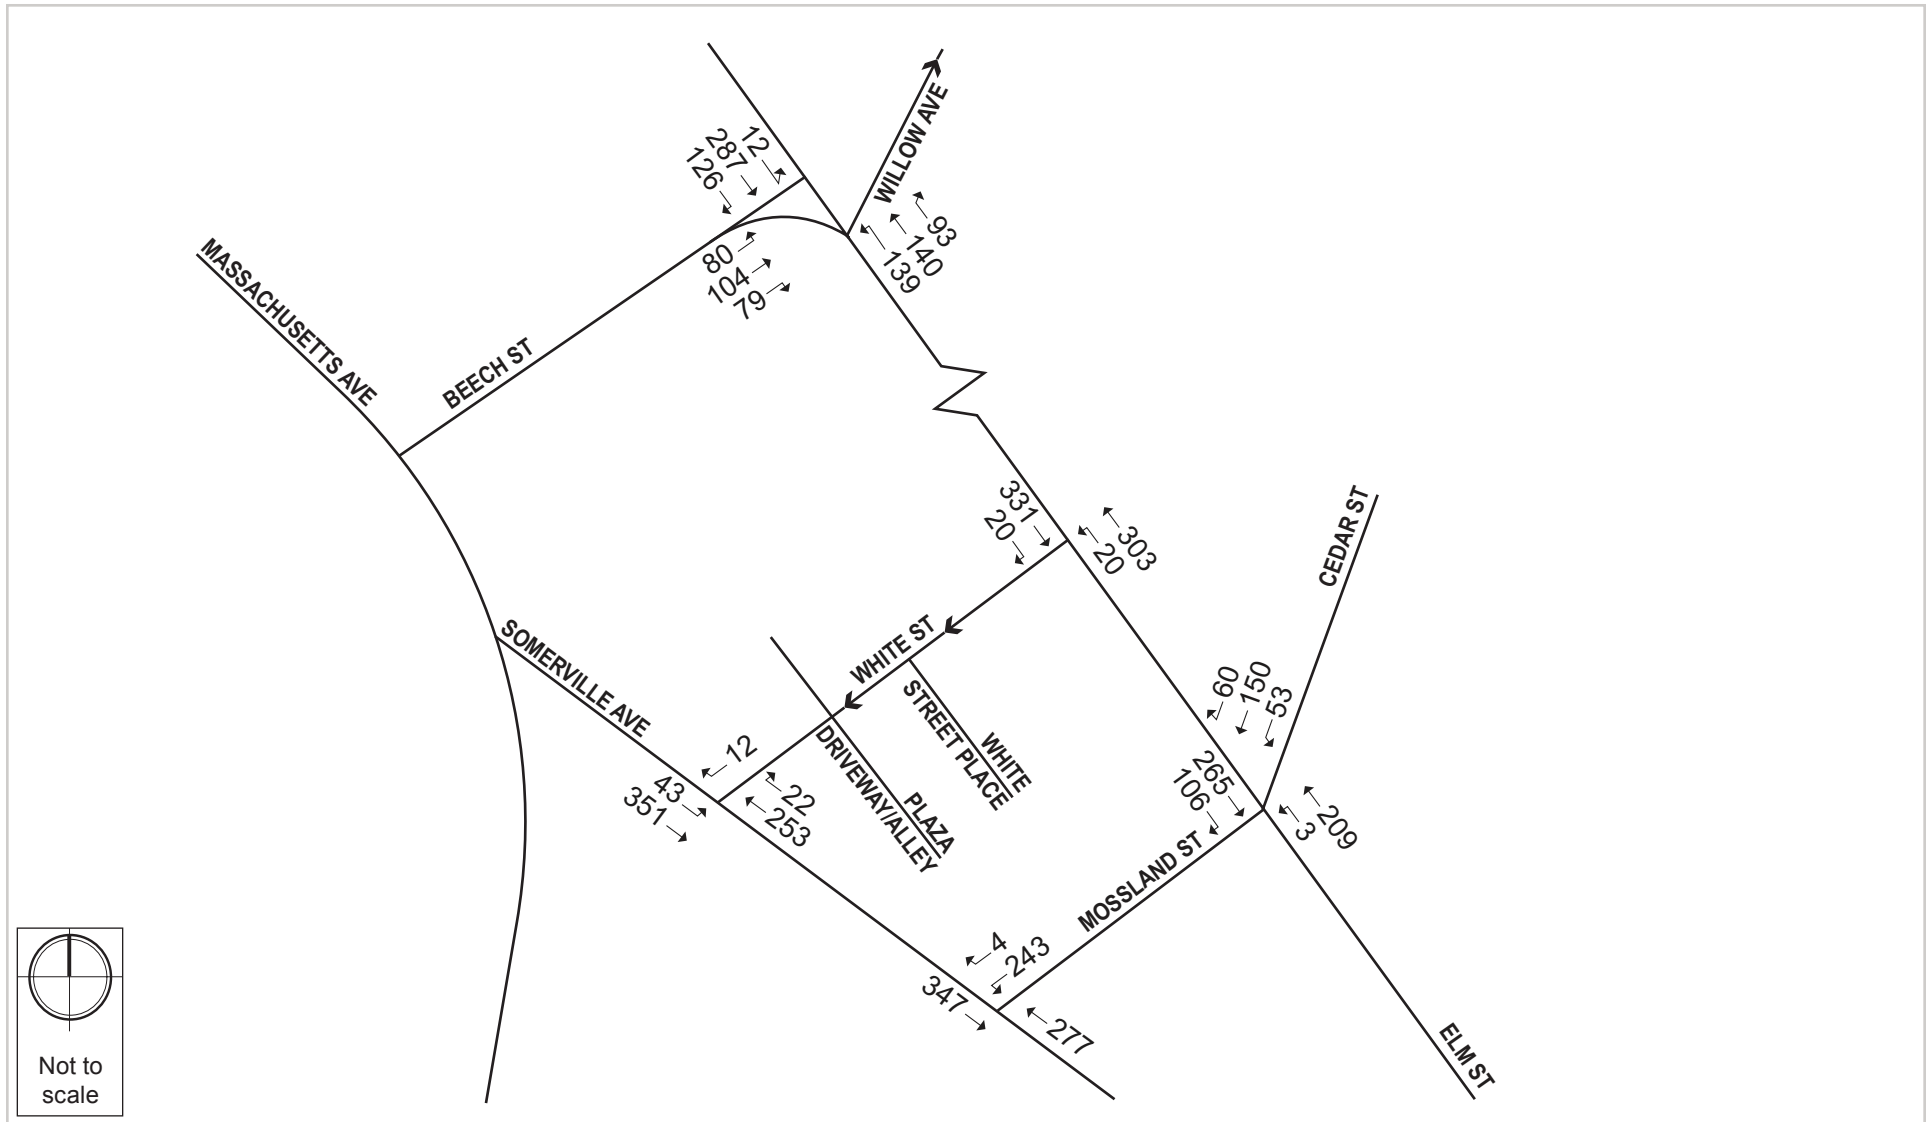 12
287
126
WILLOW AVE
93
140
139
80
104
79
MASSACHUSETTS AVE
BEECH ST
331
20
303
20
CEDAR ST
SOMERVILLE AVE
WHITE ST
WHITE
STREET PLACE
PLAZA
DRIVEWAY/ALLEY
12
43
351
22
253
60
150
53
265
106
209
3
MOSSLAND ST
4
243
347
277
ELM ST
Not to
scale